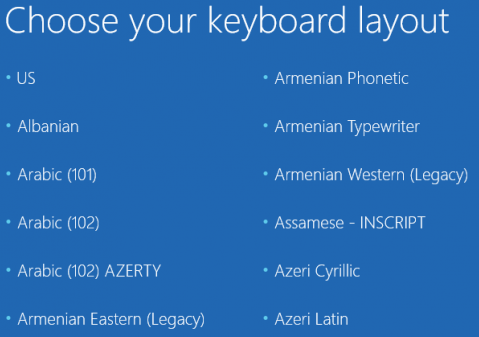 Choose your keyboard layout
US
Albanian
Arabic (101)
Arabic (102)
Arabic (102) AZERTY
Armenian Eastern (Legacy)
Armenian Phonetic
Armenian Typewriter
Armenian Western (Legacy)
Assamese - INSCRIPT
Azeri Cyrillic
Azeri Latin